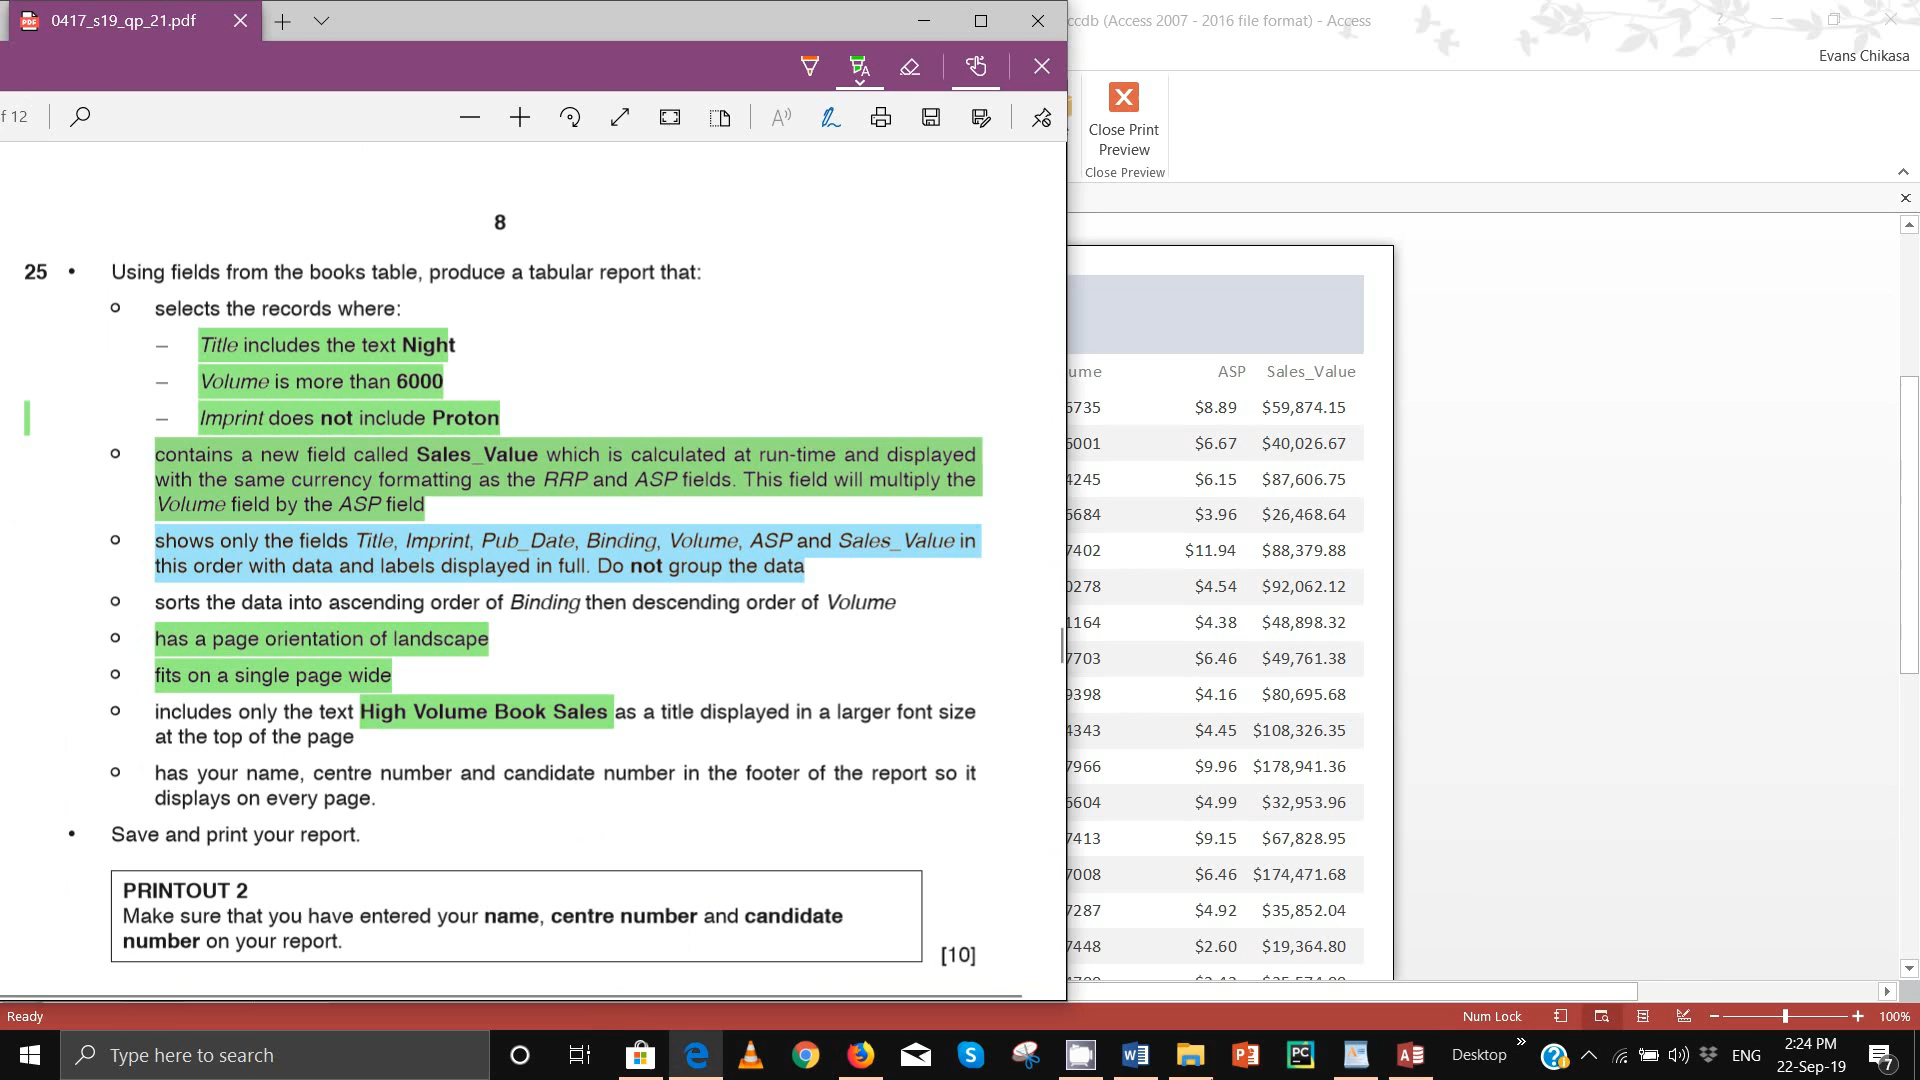 0417_s19_qp_21.pdf
ccdb (Access 2007 - 2016 file format) - Access
Evans Chikasa
f 12
Close Print
Preview
Close Preview
8
25 • Using fields from the books table, produce a tabular report that:
o selects the records where:
– Title includes the text Night
– Volume is more than 6000
– Imprint does not include Proton
o contains a new field called Sales_Value which is calculated at run-time and displayed
with the same currency formatting as the RRP and ASP fields. This field will multiply the
Volume field by the ASP field
o shows only the fields Title, Imprint, Pub_Date, Binding, Volume, ASP and Sales_Value in
this order with data and labels displayed in full. Do not group the data
o sorts the data into ascending order of Binding then descending order of Volume
o has a page orientation of landscape
o fits on a single page wide
o includes only the text High Volume Book Sales as a title displayed in a larger font size
at the top of the page
o has your name, centre number and candidate number in the footer of the report so it
displays on every page.
• Save and print your report.
PRINTOUT 2
Make sure that you have entered your name, centre number and candidate
number on your report.
[10]
ume ASP Sales_Value
6735 $8.89 $59,874.15
6001 $6.67 $40,026.67
4245 $6.15 $87,606.75
6684 $3.96 $26,468.64
7402 $11.94 $88,379.88
0278 $4.54 $92,062.12
1164 $4.38 $48,898.32
7703 $6.46 $49,761.38
9398 $4.16 $80,695.68
4343 $4.45 $108,326.35
7966 $9.96 $178,941.36
6604 $4.99 $32,953.96
7413 $9.15 $67,828.95
7008 $6.46 $174,471.68
7287 $4.92 $35,852.04
7448 $2.60 $19,364.80
Ready
Num Lock
100%
Type here to search
Desktop
ENG
2:24 PM
22-Sep-19
7